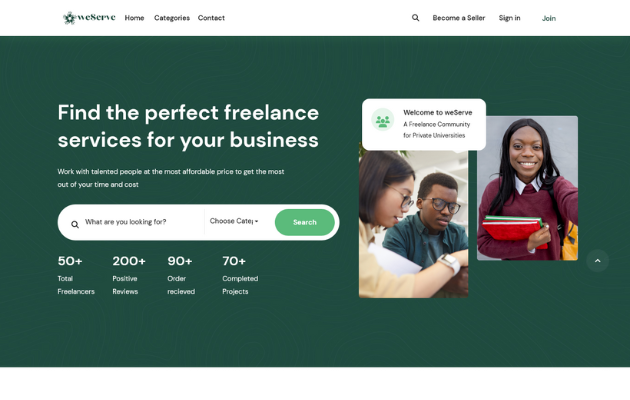 weServe
Home Categories Contact
Become a Seller Sign in Join
Find the perfect freelance
services for your business
Work with talented people at the most affordable price to get the most
out of your time and cost
What are you looking for? Choose Categ Search
50+ 200+ 90+ 70+
Total Positive Order Completed
Freelancers Reviews recieved Projects
Welcome to weServe
A Freelance Community
for Private Universities